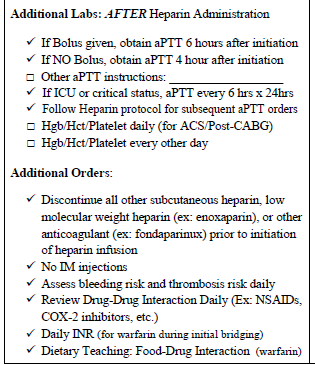 Additional Labs: AFTER Heparin Administration
✓ If Bolus given, obtain aPTT 6 hours after initiation
✓ If NO Bolus, obtain aPTT 4 hour after initiation
□ Other aPTT instructions: ___________________
✓ If ICU or critical status, aPTT every 6 hrs x 24hrs
✓ Follow Heparin protocol for subsequent aPTT orders
□ Hgb/Hct/Platelet daily (for ACS/Post-CABG)
□ Hgb/Hct/Platelet every other day
Additional Orders:
✓ Discontinue all other subcutaneous heparin, low
molecular weight heparin (ex: enoxaparin), or other
anticoagulant (ex: fondaparinux) prior to initiation
of heparin infusion
✓ No IM injections
✓ Assess bleeding risk and thrombosis risk daily
✓ Review Drug-Drug Interaction Daily (Ex: NSAIDs,
COX-2 inhibitors, etc.)
✓ Daily INR (for warfarin during initial bridging)
✓ Dietary Teaching: Food-Drug Interaction (warfarin)